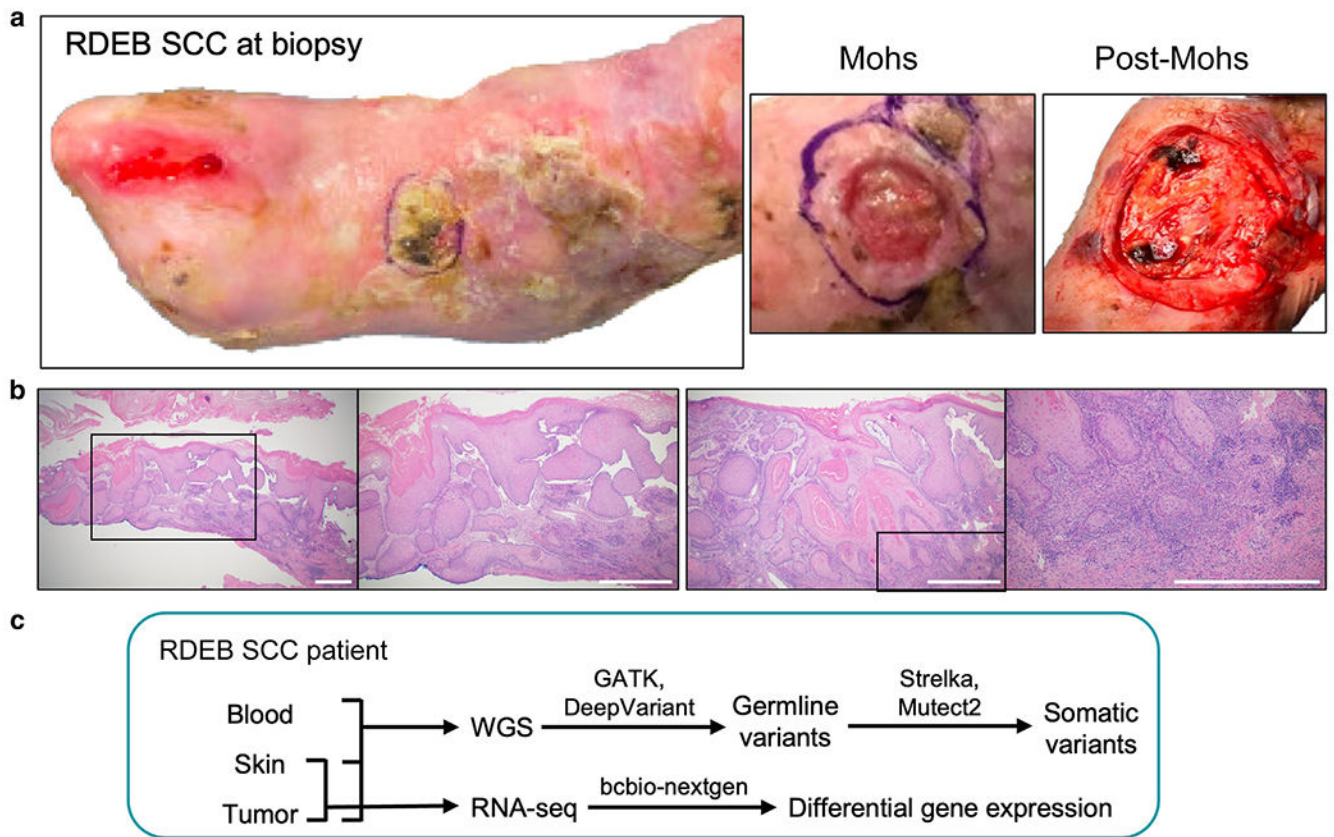 a
RDEB SCC at biopsy
Mohs
Post-Mohs
b
c
RDEB SCC patient
Blood
Skin
Tumor
WGS
GATK,
DeepVariant
Germline
variants
Strelka,
Mutect2
Somatic
variants
RNA-seq
bcbio-nextgen
Differential gene expression